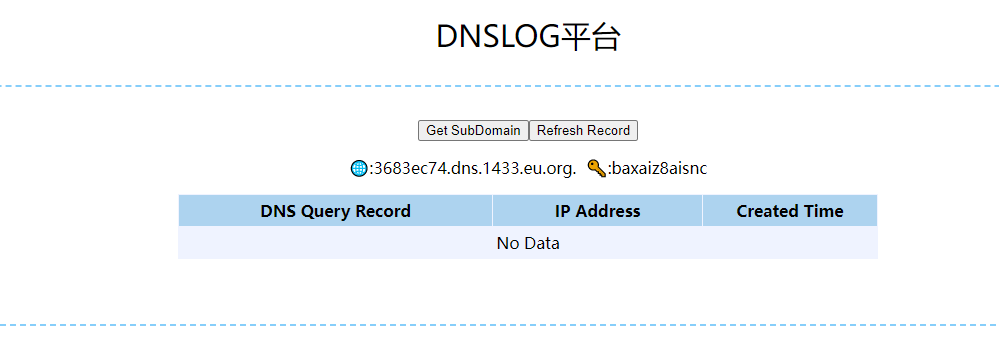 DNSLOG平台
Get SubDomain Refresh Record
:3683ec74.dns.1433.eu.org. :baxaiz8aisnc
DNS Query Record IP Address Created Time
No Data